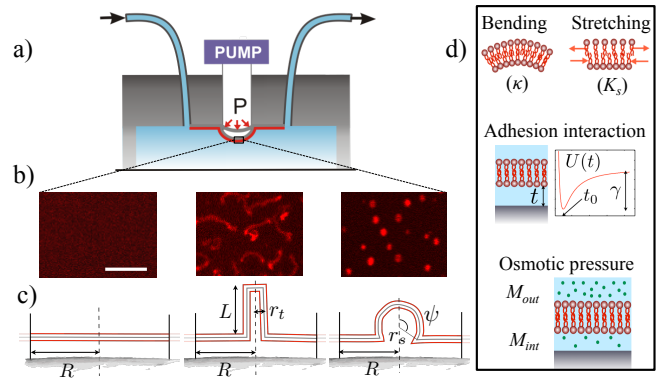 a)
PUMP
P
b)
c)
L
r_t
ψ
r_s
R
R
R
d)
Bending
Stretching
(κ)
(K_s)
Adhesion interaction
U(t)
t
t_0
γ
Osmotic pressure
M_out
M_int